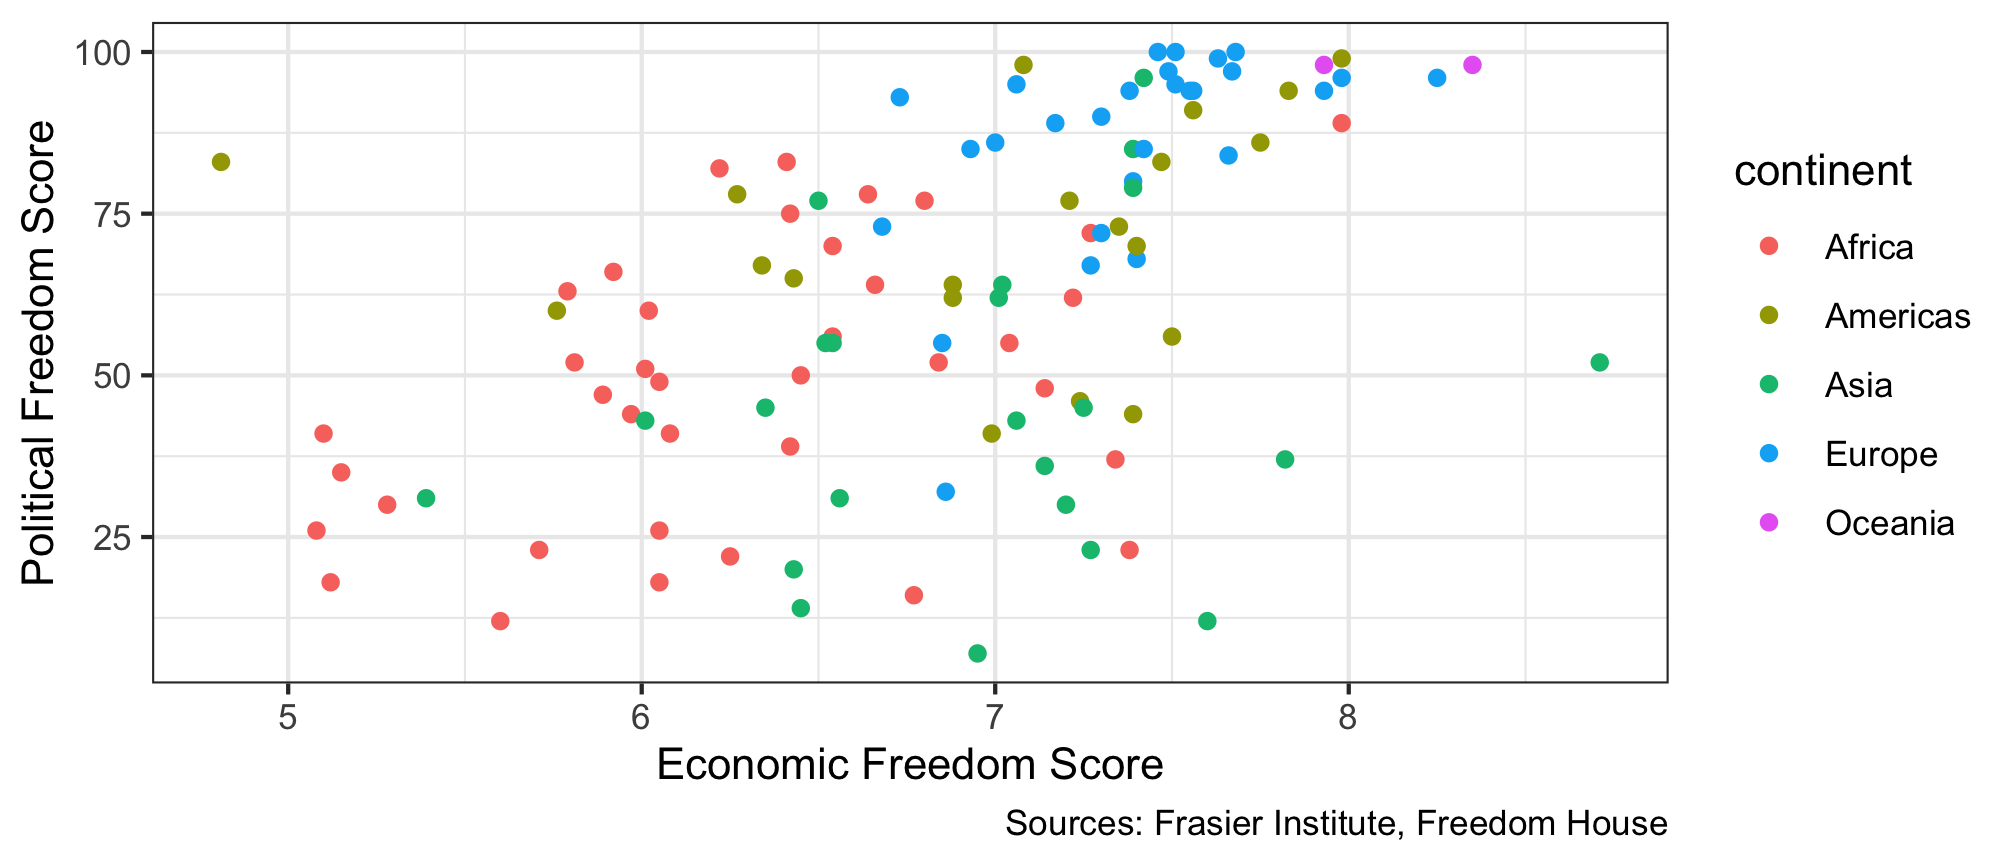 100
75
50
25
Political Freedom Score
5 6 7 8
Economic Freedom Score
Sources: Frasier Institute, Freedom House
continent
Africa
Americas
Asia
Europe
Oceania